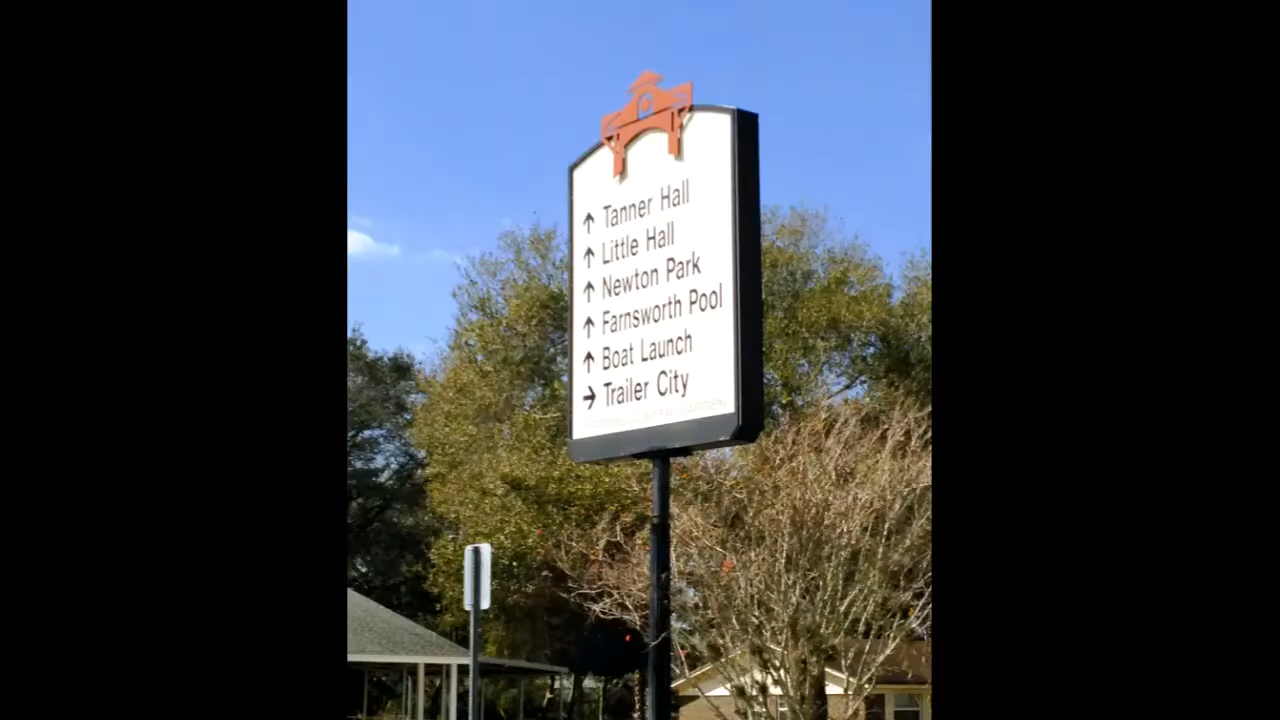 ↑ Tanner Hall
↑ Little Hall
↑ Newton Park
↑ Farnsworth Pool
↑ Boat Launch
→ Trailer City